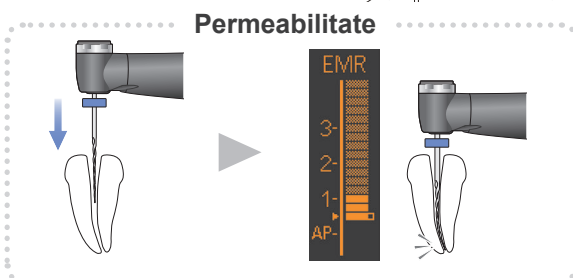 Permeabilitate
EMR
3-
2-
1-
AP-